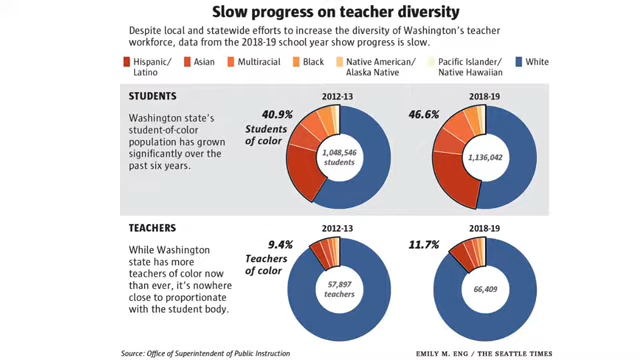 Slow progress on teacher diversity
Despite local and statewide efforts to increase the diversity of Washington's teacher
workforce, data from the 2018-19 school year show progress is slow.
Hispanic/ Latino
Asian
Multiracial
Black
Native American/ Alaska Native
Pacific Islander/ Native Hawaiian
White
STUDENTS
Washington state's
student-of-color
population has grown
significantly over the
past six years.
2012-13
40.9%
Students
of color
1,048,546
students
2018-19
46.6%
1,136,042
TEACHERS
While Washington
state has more
teachers of color now
than ever, it's nowhere
close to proportionate
with the student body.
2012-13
9.4%
Teachers
of color
57,897
teachers
2018-19
11.7%
66,409
Source: Office of Superintendent of Public Instruction
EMILY M. ENG / THE SEATTLE TIMES